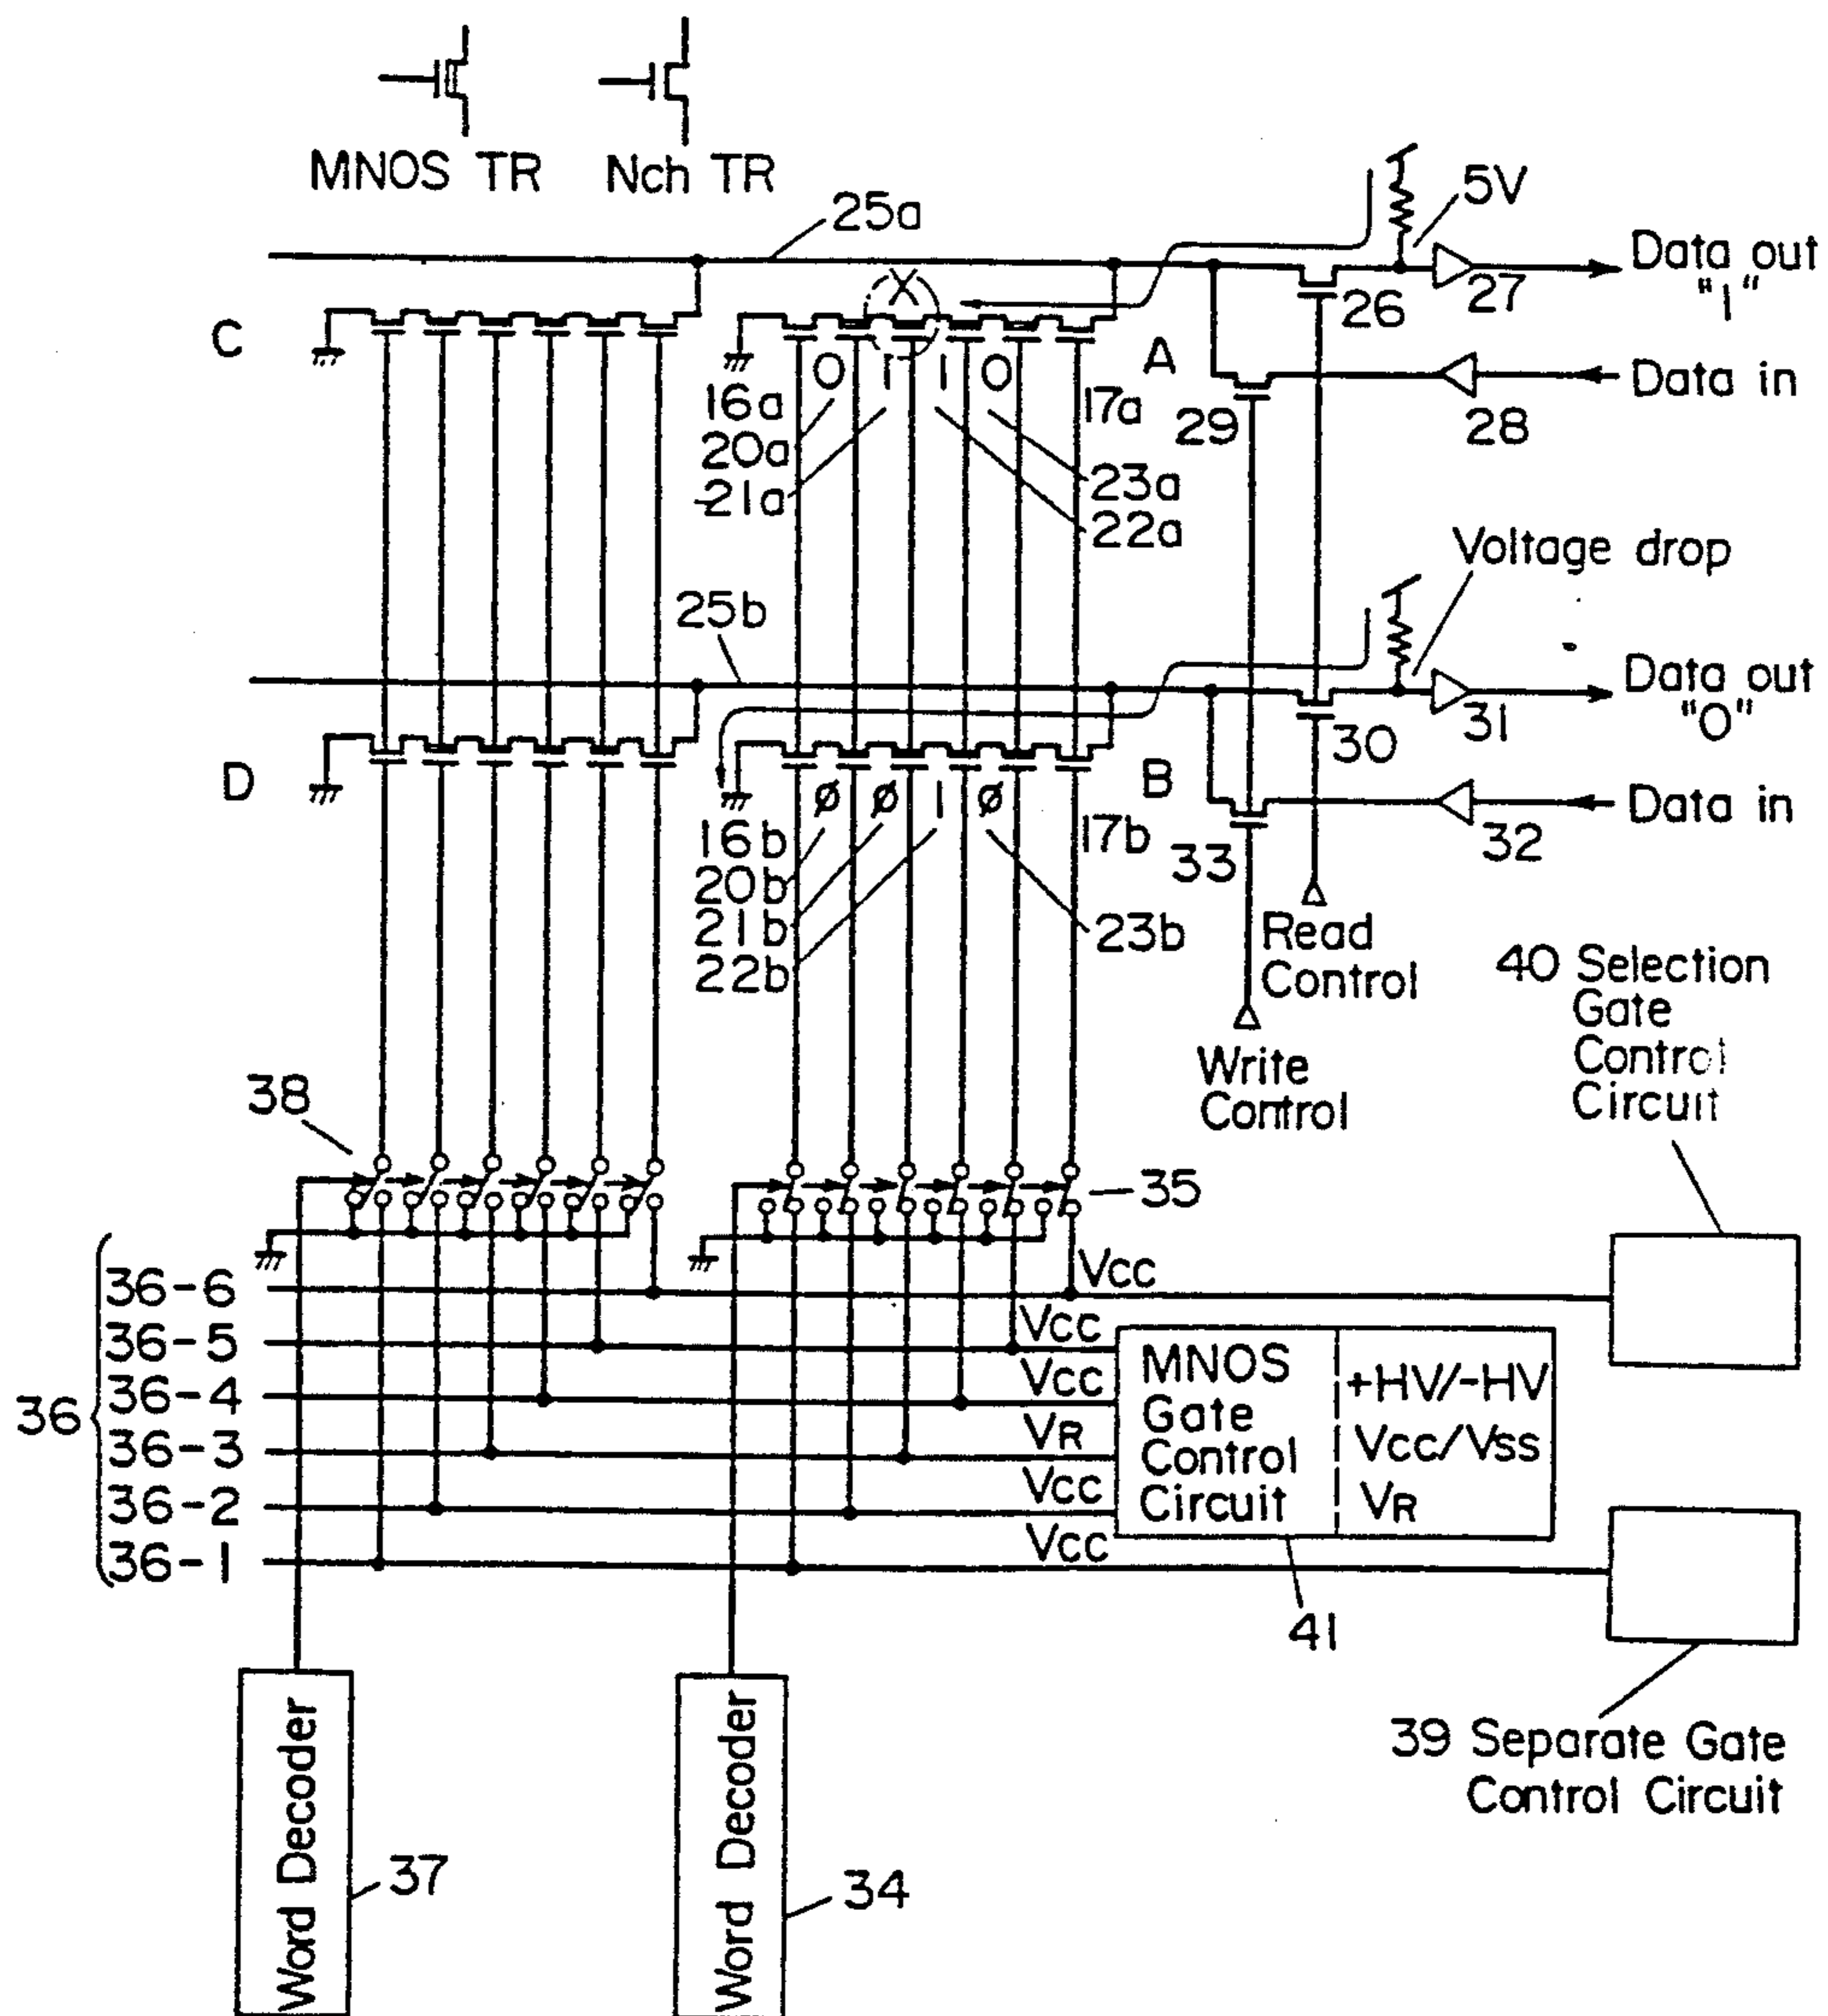 MNOS TR
Nch TR
25a
5V
Data out
"1"
27
26
C
X
A
0 1 1 0
Data in
16a
17a
29
28
20a
21a
23a
22a
Voltage drop
25b
Data out
"0"
31
30
D
B
ø ø 1 ø
Data in
16b
17b
33
32
20b
21b
22b
23b
Read
Control
Write
Control
40 Selection
Gate
Control
Circuit
38
35
36
36-6
36-5
36-4
36-3
36-2
36-1
Vcc
Vcc
Vcc
VR
Vcc
Vcc
MNOS
Gate
Control
Circuit
+HV/-HV
Vcc/Vss
VR
41
39 Separate Gate
Control Circuit
Word Decoder
37
Word Decoder
34